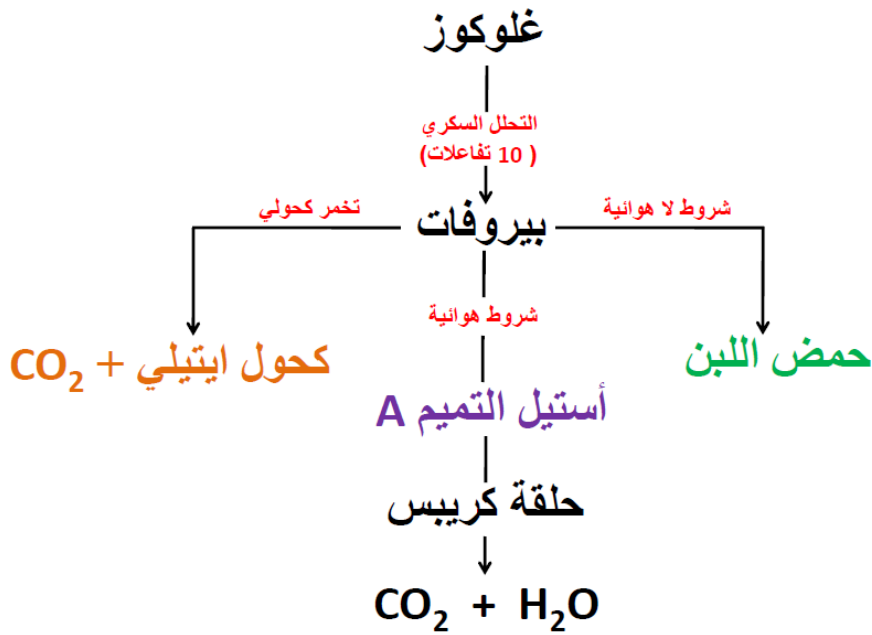 غلوكوز
التحلل السكري
( 10 تفاعلات)
شروط لا هوائية
بيروفات
تخمر كحولي
شروط هوائية
حمض اللبن
كحول ايتيلي + CO₂
أستيل التميم A
حلقة كريبس
CO₂ + H₂O